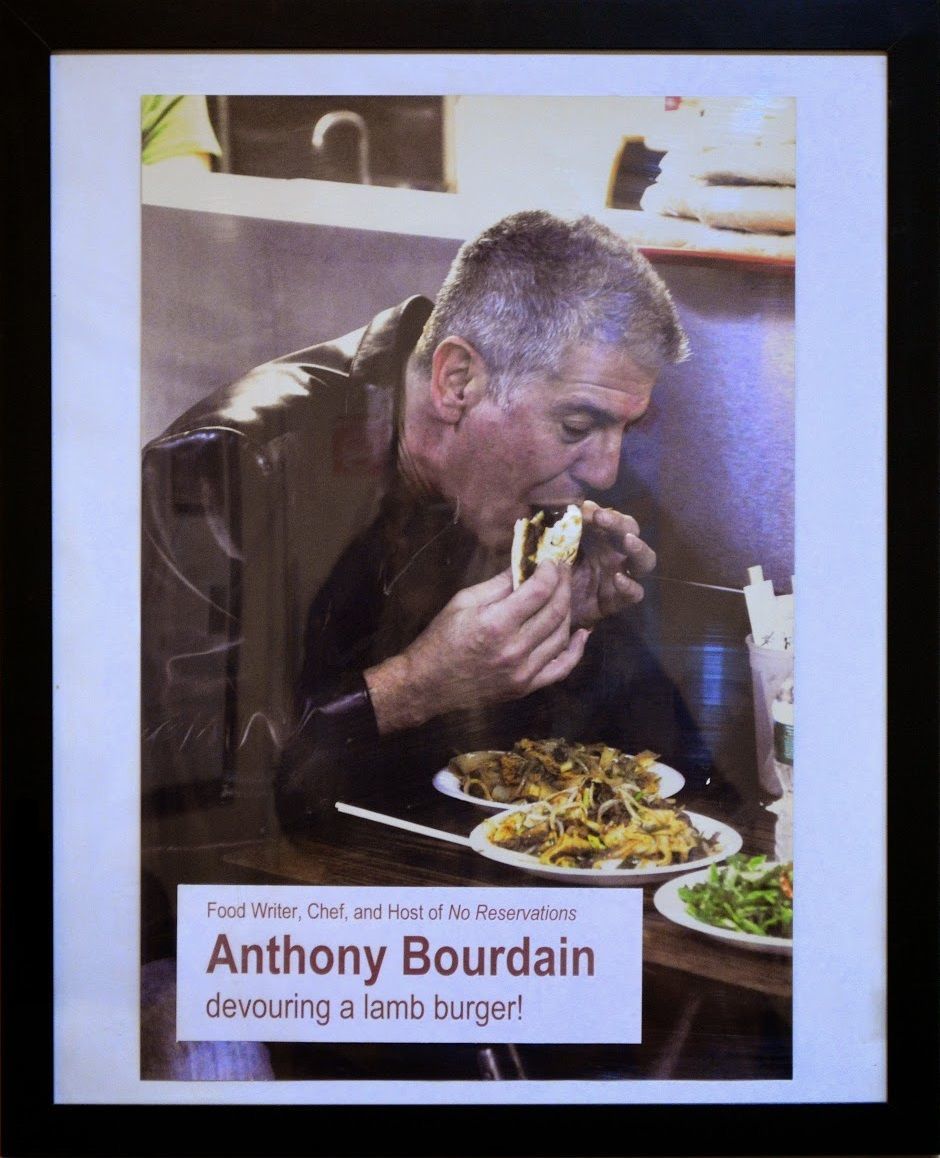 Food Writer, Chef, and Host of No Reservations
Anthony Bourdain
devouring a lamb burger!